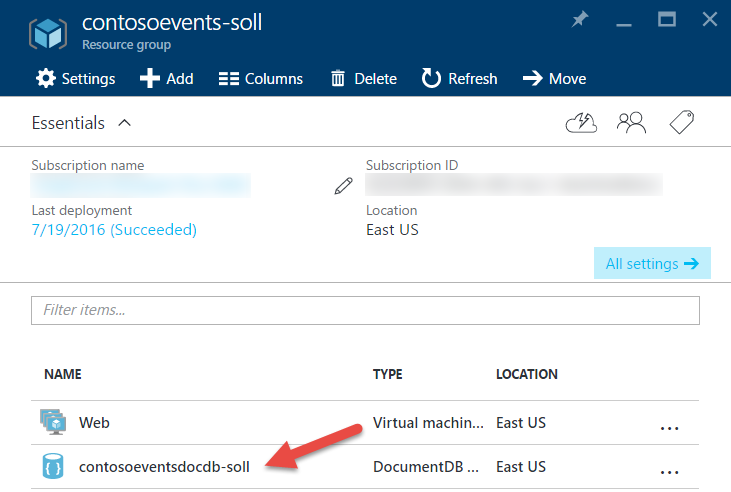 contosoevents-soll
Resource group
Settings Add Columns Delete Refresh Move
Essentials
Subscription name Subscription ID
Last deployment Location
7/19/2016 (Succeeded) East US
All settings
Filter items...
NAME TYPE LOCATION
Web Virtual machin... East US ...
contosoeventsdocdb-soll DocumentDB ... East US ...